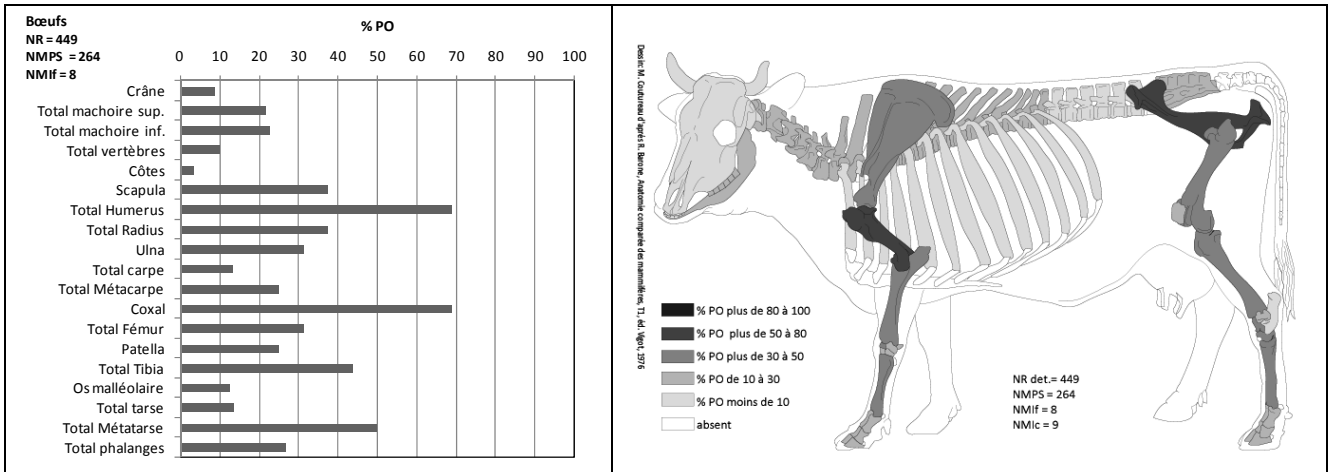 Bœufs
NR = 449
NMPS = 264
NMIf = 8
% PO
0 10 20 30 40 50 60 70 80 90 100
Crâne
Total machoire sup.
Total machoire inf.
Total vertèbres
Côtes
Scapula
Total Humerus
Total Radius
Ulna
Total carpe
Total Métacarpe
Coxal
Total Fémur
Patella
Total Tibia
Os malléolaire
Total tarse
Total Métatarse
Total phalanges
Dessin: M. Coutureau d'après R. Barone, Anatomie comparée des mammifères, T1, éd. Vigot, 1976
% PO plus de 80 à 100
% PO plus de 50 à 80
% PO plus de 30 à 50
% PO de 10 à 30
% PO moins de 10
absent
NR det.= 449
NMPS = 264
NMIf = 8
NMIc = 9